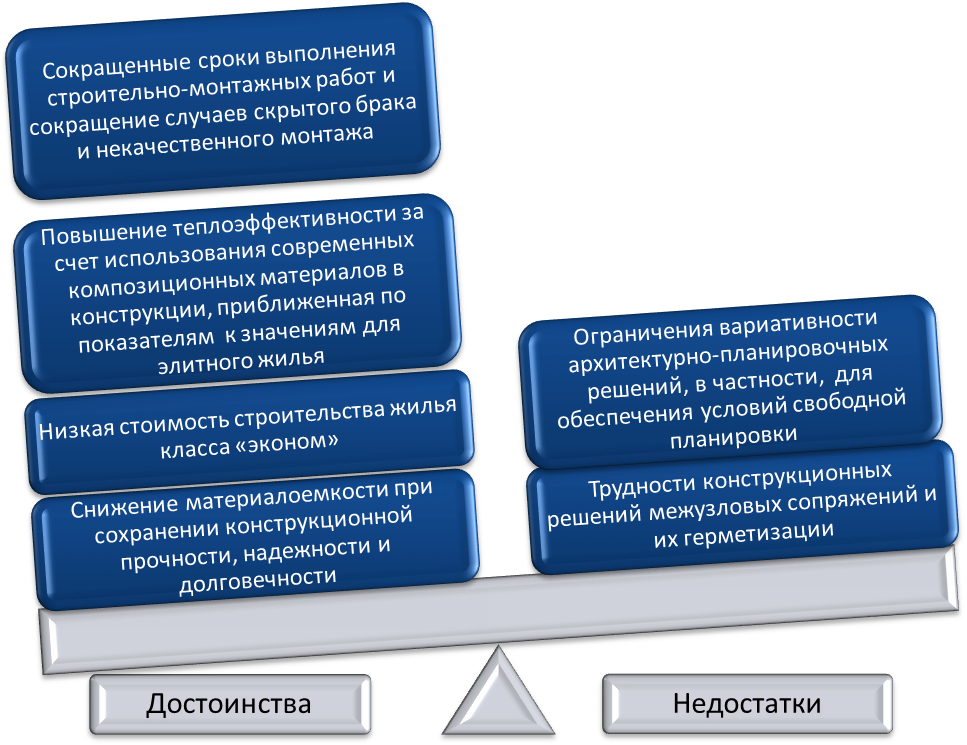 Сокращенные сроки выполнения
строительно-монтажных работ и
сокращение случаев скрытого брака
и некачественного монтажа
Повышение теплоэффективности за
счет использования современных
композиционных материалов в
конструкции, приближенная по
показателям к значениям для
элитного жилья
Низкая стоимость строительства жилья
класса «эконом»
Снижение материалоемкости при
сохранении конструкционной
прочности, надежности и
долговечности
Ограничения вариативности
архитектурно-планировочных
решений, в частности, для
обеспечения условий свободной
планировки
Трудности конструкционных
решений межузловых сопряжений и
их герметизации
Достоинства
Недостатки